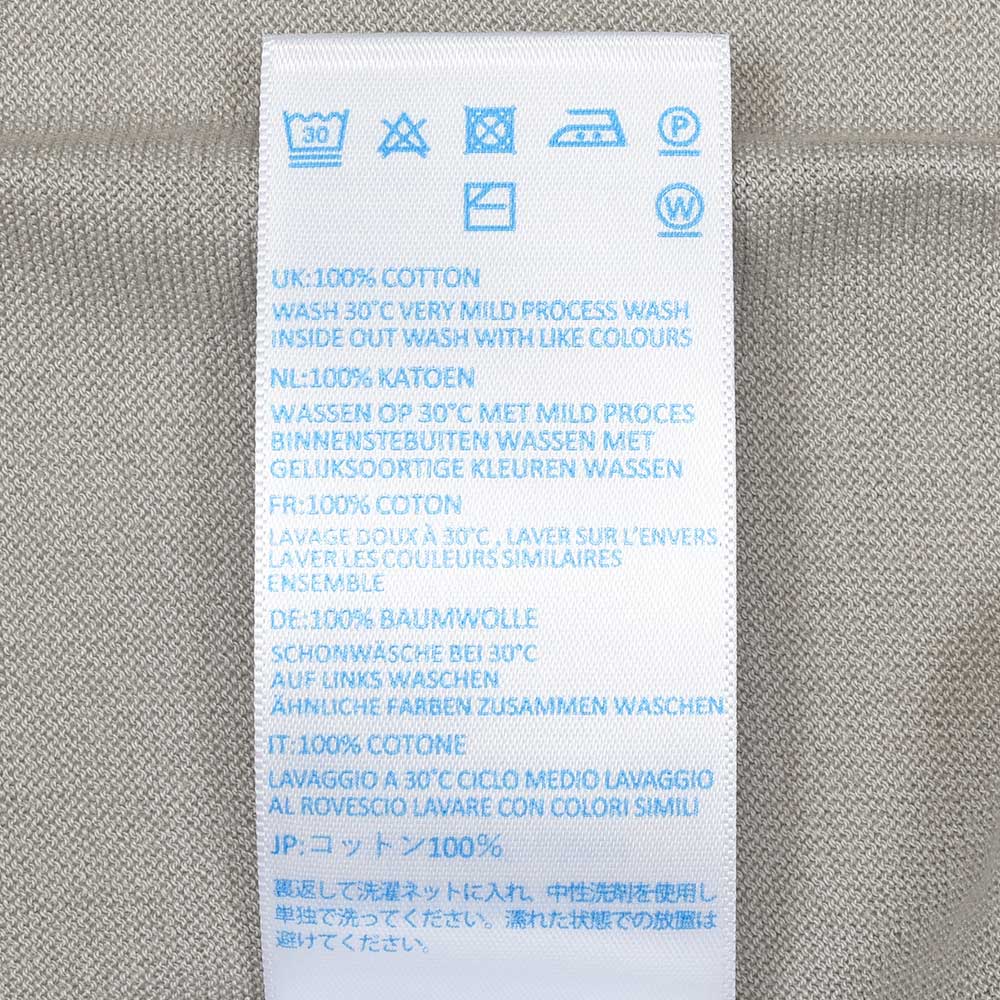 30
P
W
UK:100% COTTON
WASH 30°C VERY MILD PROCESS WASH
INSIDE OUT WASH WITH LIKE COLOURS
NL:100% KATOEN
WASSEN OP 30°C MET MILD PROCES
BINNENSTEBUITEN WASSEN MET
GELIJKSOORTIGE KLEUREN WASSEN
FR:100% COTON
LAVAGE DOUX À 30°C , LAVER SUR L'ENVERS,
LAVER LES COULEURS SIMILAIRES
ENSEMBLE
DE:100% BAUMWOLLE
SCHONWÄSCHE BEI 30°C
AUF LINKS WASCHEN
ÄHNLICHE FARBEN ZUSAMMEN WASCHEN.
IT:100% COTONE
LAVAGGIO A 30°C CICLO MEDIO LAVAGGIO
AL ROVESCIO LAVARE CON COLORI SIMILI
JP:コットン100%
裏返して洗濯ネットに入れ、中性洗剤を使用し
単独で洗ってください。濡れた状態での放置は
避けてください。